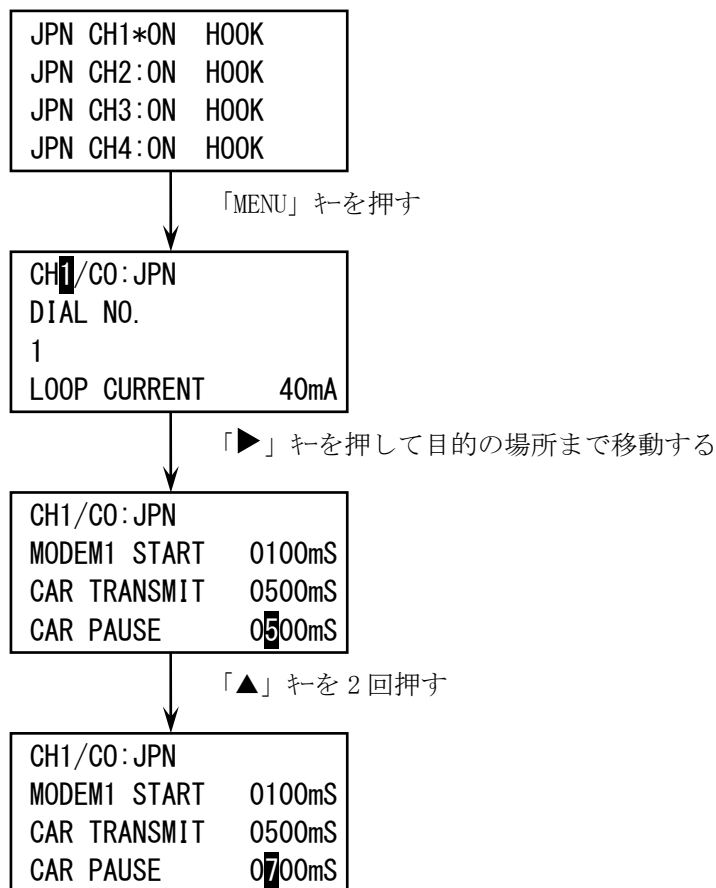 JPN CH1*ON HOOK
JPN CH2:ON HOOK
JPN CH3:ON HOOK
JPN CH4:ON HOOK
「MENU」キーを押す
CH1/CO:JPN
DIAL NO.
1
LOOP CURRENT 40mA
「▶」キーを押して目的の場所まで移動する
CH1/CO:JPN
MODEM1 START 0100mS
CAR TRANSMIT 0500mS
CAR PAUSE 0500mS
「▲」キーを 2 回押す
CH1/CO:JPN
MODEM1 START 0100mS
CAR TRANSMIT 0500mS
CAR PAUSE 0700mS